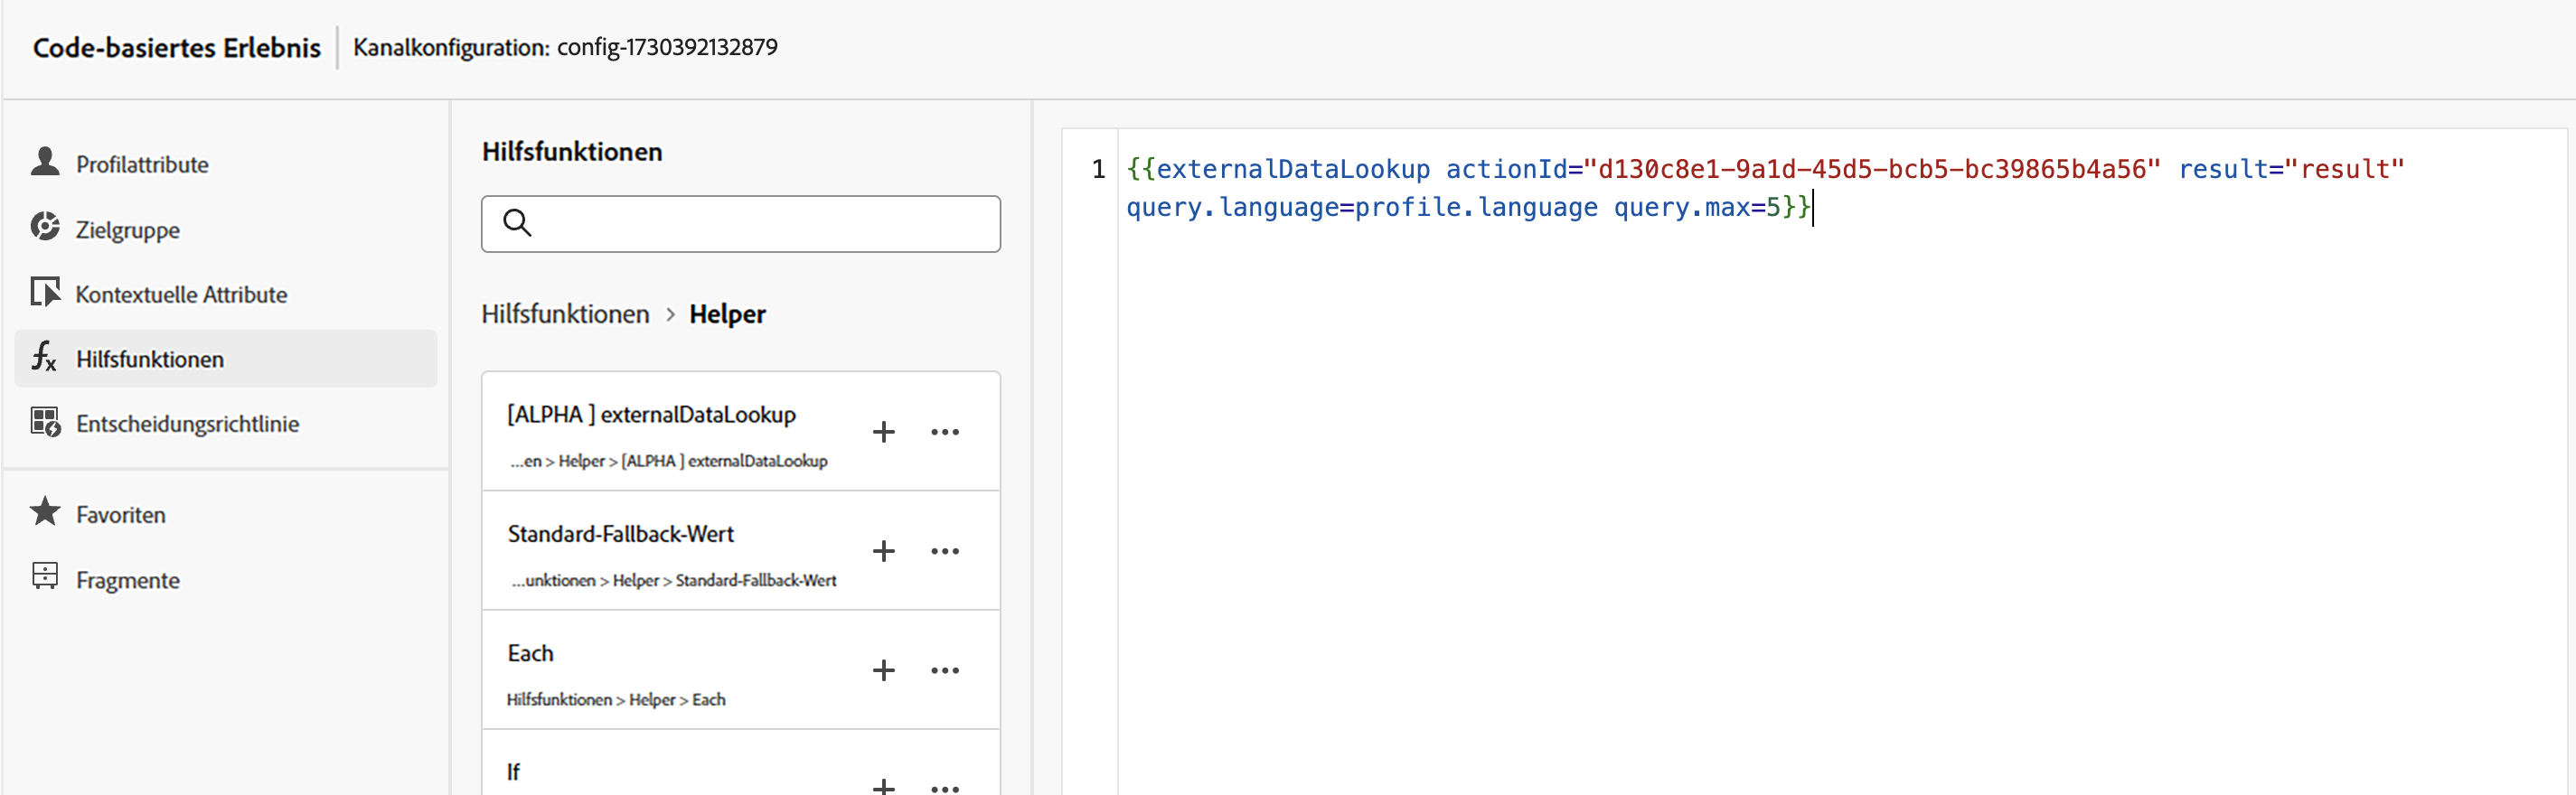 Code-basiertes Erlebnis Kanalkonfiguration: config-1730392132879
Profilattribute
Zielgruppe
Kontextuelle Attribute
Hilfsfunktionen
Entscheidungsrichtlinie
Favoriten
Fragmente
Hilfsfunktionen
Hilfsfunktionen > Helper
[ALPHA ] externalDataLookup
...en > Helper > [ALPHA ] externalDataLookup
Standard-Fallback-Wert
...unktionen > Helper > Standard-Fallback-Wert
Each
Hilfsfunktionen > Helper > Each
If
1 {{externalDataLookup actionId="d130c8e1-9a1d-45d5-bcb5-bc39865b4a56" result="result"
query.language=profile.language query.max=5}}